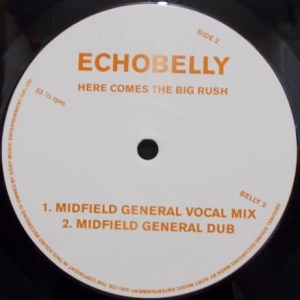 SIDE 2
ECHOBELLY
HERE COMES THE BIG RUSH
33 ⅓ rpm
BELLY 2
1. MIDFIELD GENERAL VOCAL MIX
2. MIDFIELD GENERAL DUB